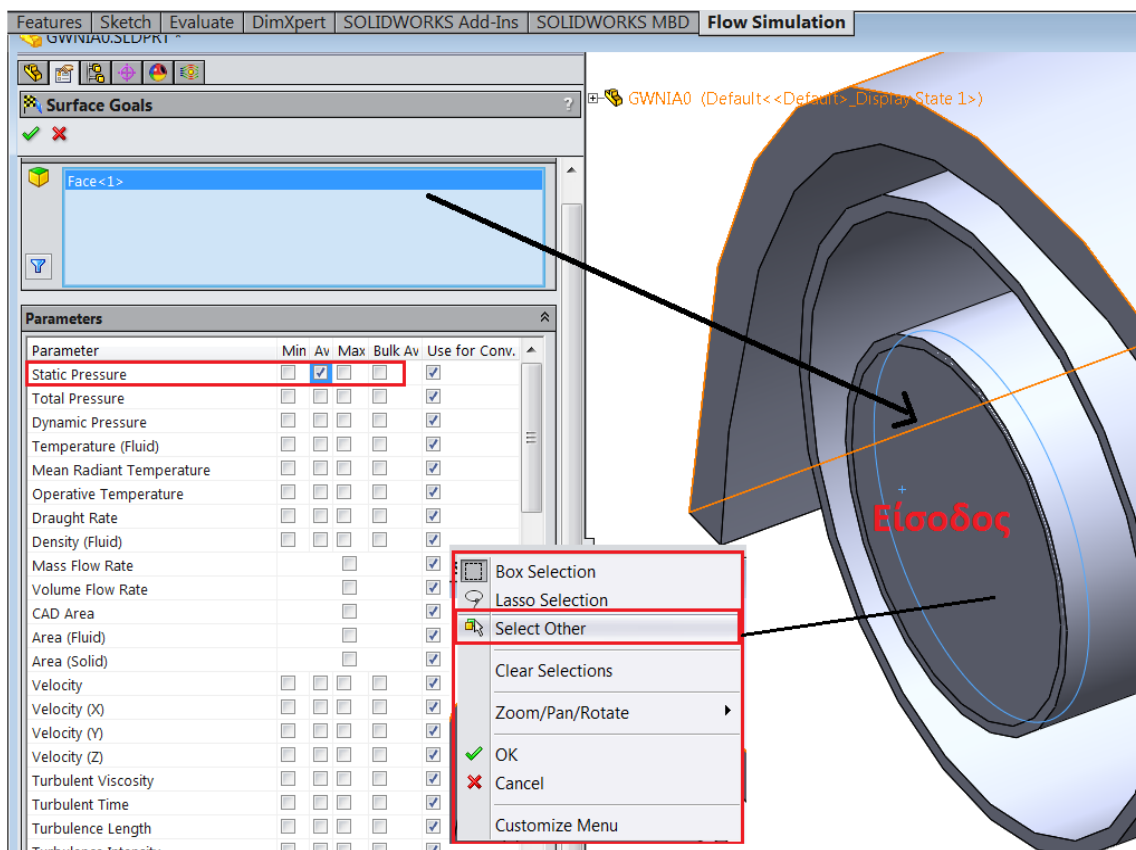 Features Sketch Evaluate DimXpert SOLIDWORKS Add-Ins SOLIDWORKS MBD Flow Simulation
GWNIA0.SLDPRT *
Surface Goals ?
GWNIA0 (Default<<Default>_Display State 1>)
Face<1>
Parameters
Parameter Min Av Max Bulk Av Use for Conv.
Static Pressure
Total Pressure
Dynamic Pressure
Temperature (Fluid)
Mean Radiant Temperature
Operative Temperature
Draught Rate
Density (Fluid)
Mass Flow Rate
Volume Flow Rate
CAD Area
Area (Fluid)
Area (Solid)
Velocity
Velocity (X)
Velocity (Y)
Velocity (Z)
Turbulent Viscosity
Turbulent Time
Turbulence Length
Turbulence Intensity
Είσοδος
Box Selection
Lasso Selection
Select Other
Clear Selections
Zoom/Pan/Rotate
OK
Cancel
Customize Menu